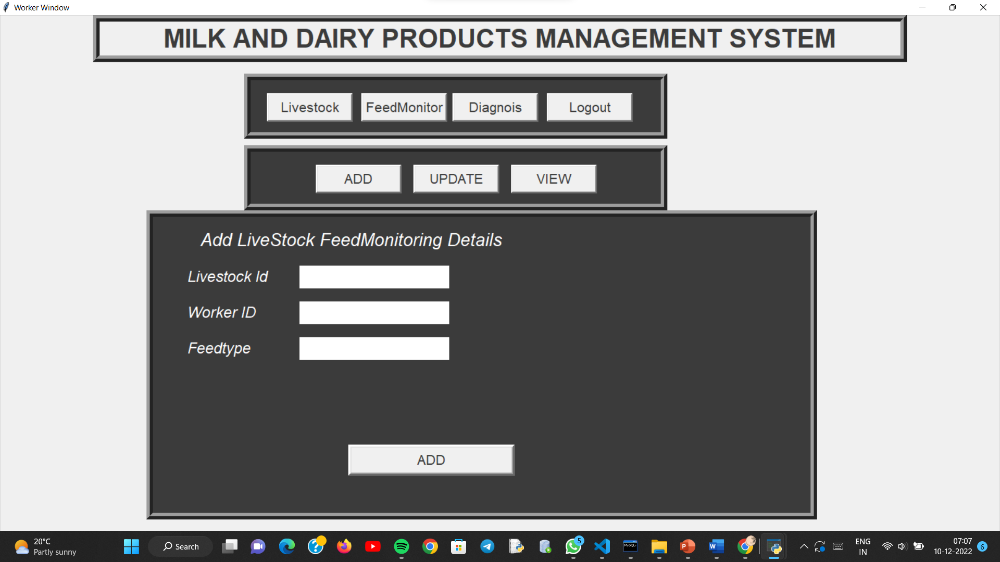 Worker Window
MILK AND DAIRY PRODUCTS MANAGEMENT SYSTEM
Livestock FeedMonitor Diagnois Logout
ADD UPDATE VIEW
Add LiveStock FeedMonitoring Details
Livestock Id
Worker ID
Feedtype
ADD
20°C
Partly sunny
Search
5
MySQL
ENG
IN
07:07
10-12-2022
6